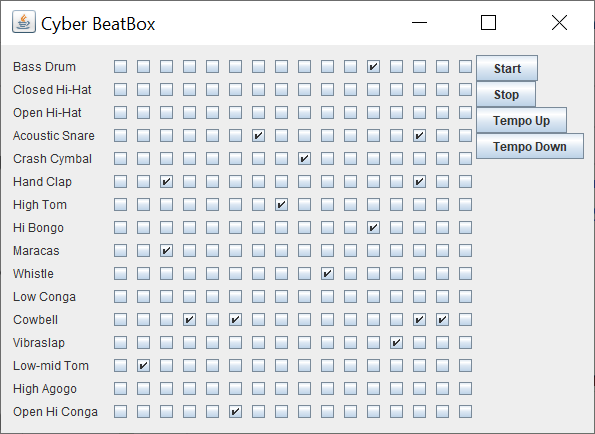 Cyber BeatBox
Bass Drum
Start
Closed Hi-Hat
Stop
Open Hi-Hat
Tempo Up
Acoustic Snare
Tempo Down
Crash Cymbal
Hand Clap
High Tom
Hi Bongo
Maracas
Whistle
Low Conga
Cowbell
Vibraslap
Low-mid Tom
High Agogo
Open Hi Conga